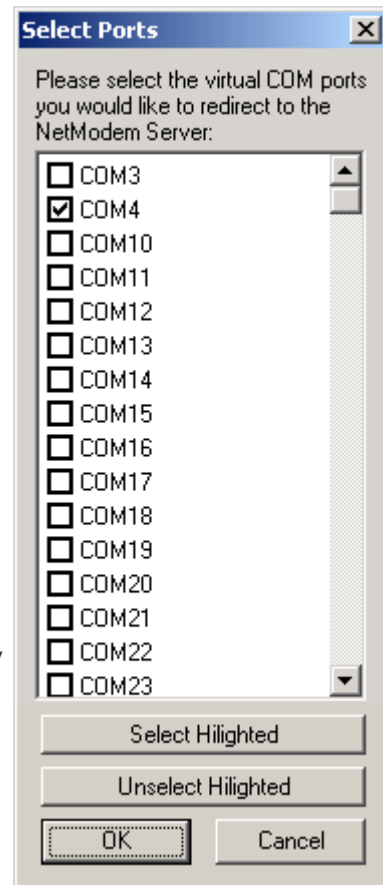 Select Ports
Please select the virtual COM ports
you would like to redirect to the
NetModem Server:
COM3
COM4
COM10
COM11
COM12
COM13
COM14
COM15
COM16
COM17
COM18
COM19
COM20
COM21
COM22
COM23
Select Hilighted
Unselect Hilighted
OK
Cancel